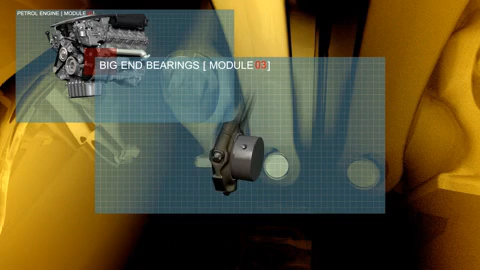 PETROL ENGINE [ MODULE ]
BIG END BEARINGS [ MODULE 03 ]